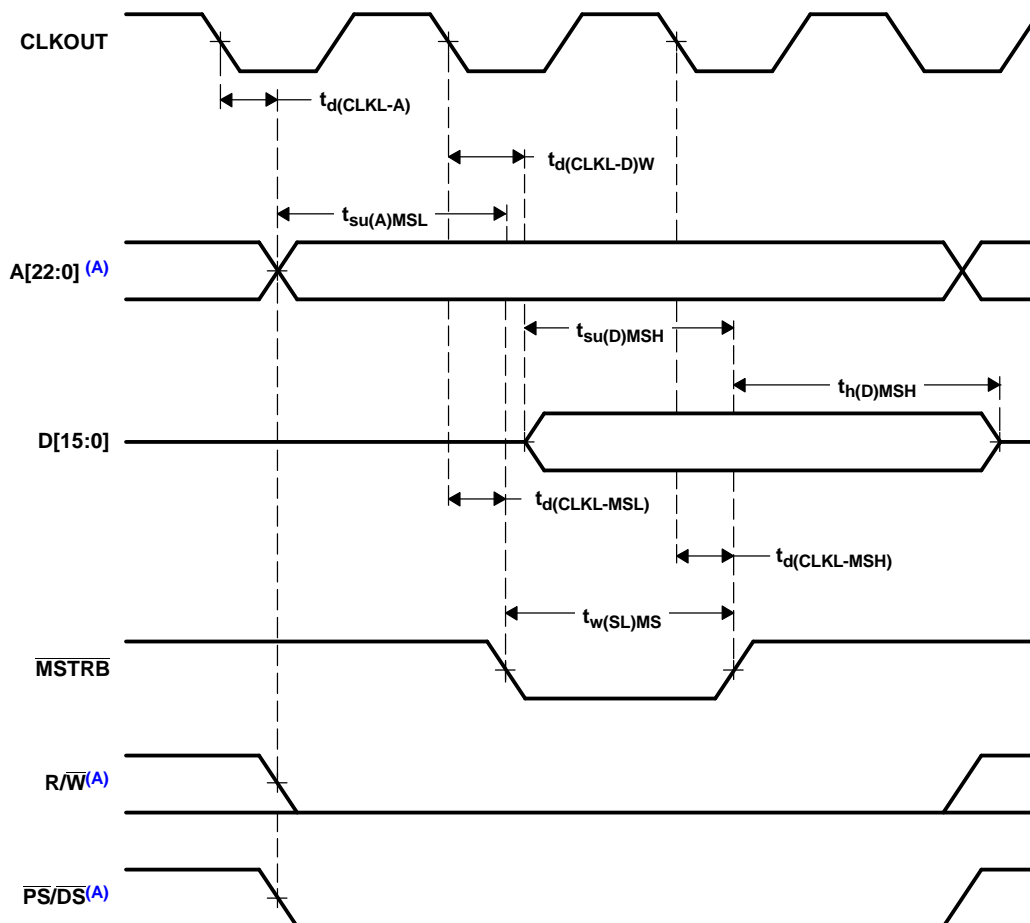 CLKOUT
td(CLKL-A)
td(CLKL-D)W
tsu(A)MSL
A[22:0] (A)
tsu(D)MSH
th(D)MSH
D[15:0]
td(CLKL-MSL)
td(CLKL-MSH)
tw(SL)MS
MSTRB
R/W(A)
PS/DS(A)